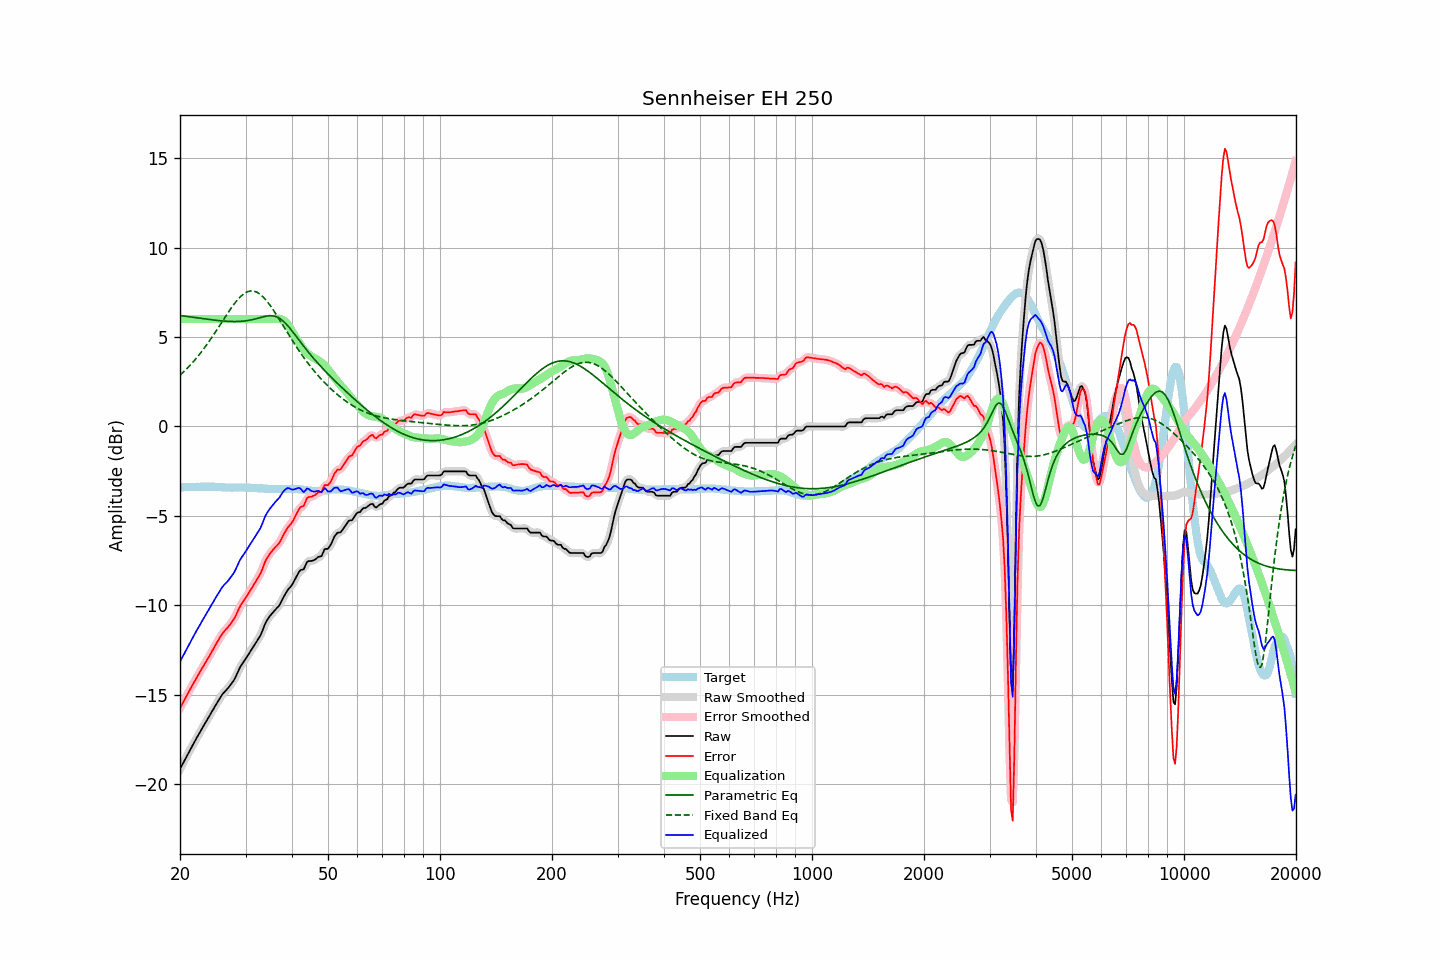 Sennheiser EH 250
Amplitude (dBr)
15
10
5
0
−5
−10
−15
−20
Target
Raw Smoothed
Error Smoothed
Raw
Error
Equalization
Parametric Eq
Fixed Band Eq
Equalized
20 50 100 200 500 1000 2000 5000 10000 20000
Frequency (Hz)